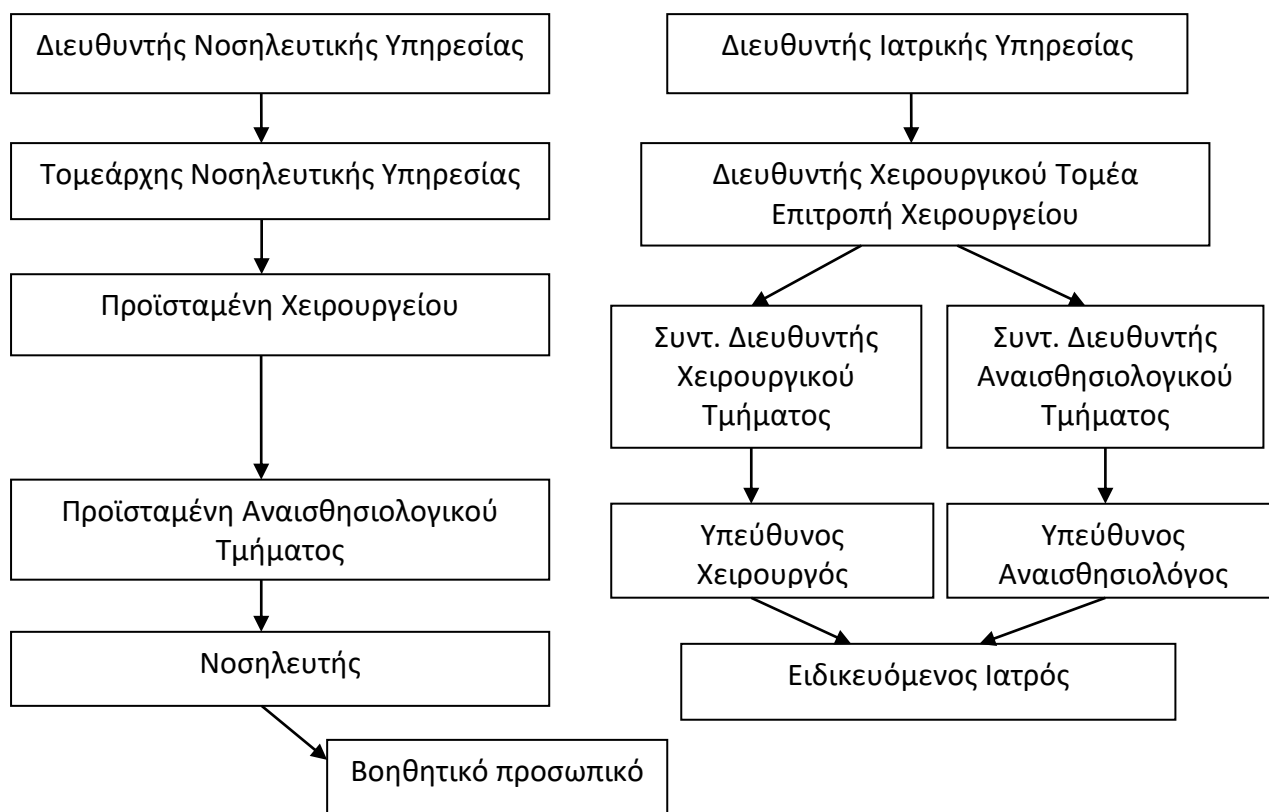 Διευθυντής Νοσηλευτικής Υπηρεσίας
Τομεάρχης Νοσηλευτικής Υπηρεσίας
Προϊσταμένη Χειρουργείου
Προϊσταμένη Αναισθησιολογικού
Τμήματος
Νοσηλευτής
Βοηθητικό προσωπικό
Διευθυντής Ιατρικής Υπηρεσίας
Διευθυντής Χειρουργικού Τομέα
Επιτροπή Χειρουργείου
Συντ. Διευθυντής
Χειρουργικού
Τμήματος
Συντ. Διευθυντής
Αναισθησιολογικού
Τμήματος
Υπεύθυνος
Χειρουργός
Υπεύθυνος
Αναισθησιολόγος
Ειδικευόμενος Ιατρός